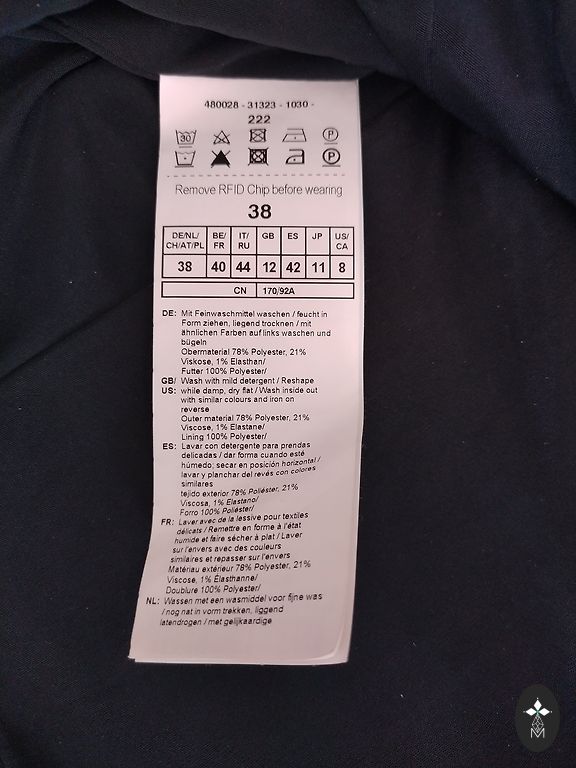 480028 - 31323 - 1030 -
222
30 P
P
Remove RFID Chip before wearing
38
DE/NL/ CH/AT/PL BE/ FR IT/ RU GB ES JP US/ CA
38 40 44 12 42 11 8
CN 170/92A
DE: Mit Feinwaschmittel waschen / feucht in
Form ziehen, liegend trocknen / mit
ähnlichen Farben auf links waschen und
bügeln
Obermaterial 78% Polyester, 21%
Viskose, 1% Elasthan/
Futter 100% Polyester/
GB/ Wash with mild detergent / Reshape
US: while damp, dry flat / Wash inside out
with similar colours and iron on
reverse
Outer material 78% Polyester, 21%
Viscose, 1% Elastane/
Lining 100% Polyester/
ES: Lavar con detergente para prendas
delicadas / dar forma cuando esté
húmedo; secar en posición horizontal /
lavar y planchar del revés con colores
similares
tejido exterior 78% Poliéster, 21%
Viscosa, 1% Elastano/
Forro 100% Poliéster/
FR: Laver avec de la lessive pour textiles
délicats / Remettre en forme à l'état
humide et faire sécher à plat / Laver
sur l'envers avec des couleurs
similaires et repasser sur l'envers
Matériau extérieur 78% Polyester, 21%
Viscose, 1% Élasthanne/
Doublure 100% Polyester/
NL: Wassen met een wasmiddel voor fijne was
/ nog nat in vorm trekken, liggend
latendrogen / met gelijkaardige
M